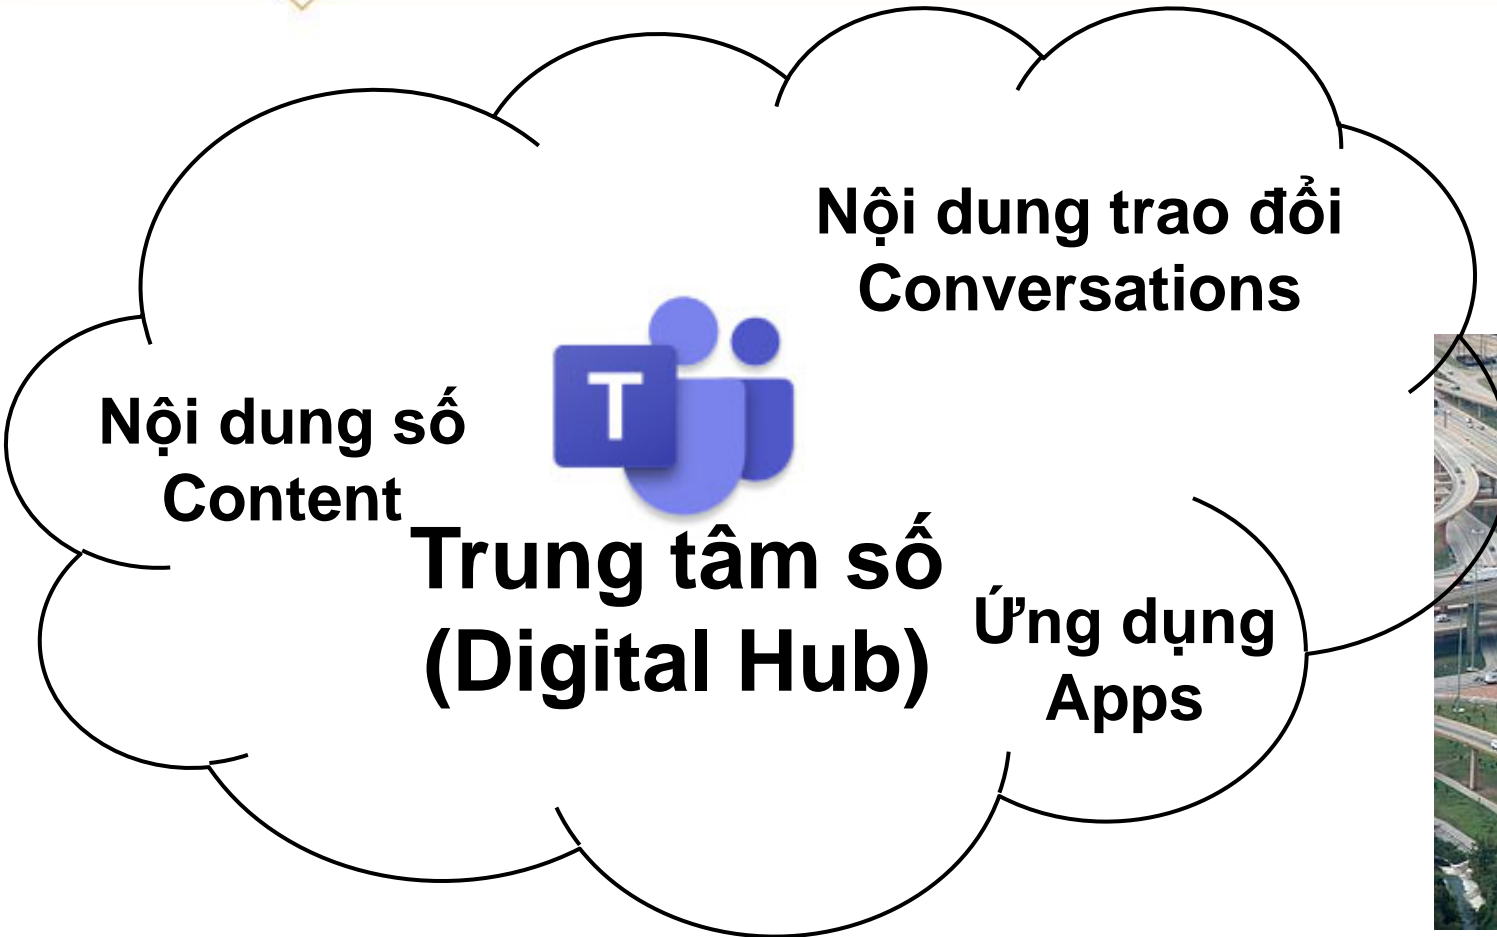 Nội dung trao đổi
Conversations
Nội dung số
Content
T
Trung tâm số
(Digital Hub)
Ứng dụng
Apps